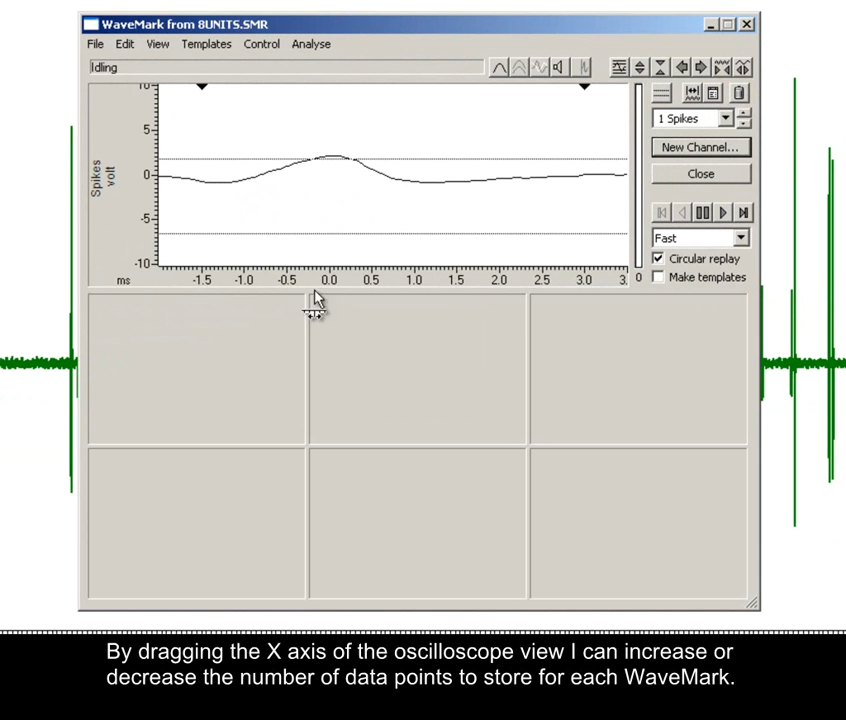 WaveMark from 8UNITS.SMR
File Edit View Templates Control Analyse
Idling
10
5
0
-5
-10
Spikes
volt
ms -1.5 -1.0 -0.5 0.0 0.5 1.0 1.5 2.0 2.5 3.0 3.
0
1 Spikes
New Channel...
Close
Fast
Circular replay
Make templates
By dragging the X axis of the oscilloscope view I can increase or
decrease the number of data points to store for each WaveMark.